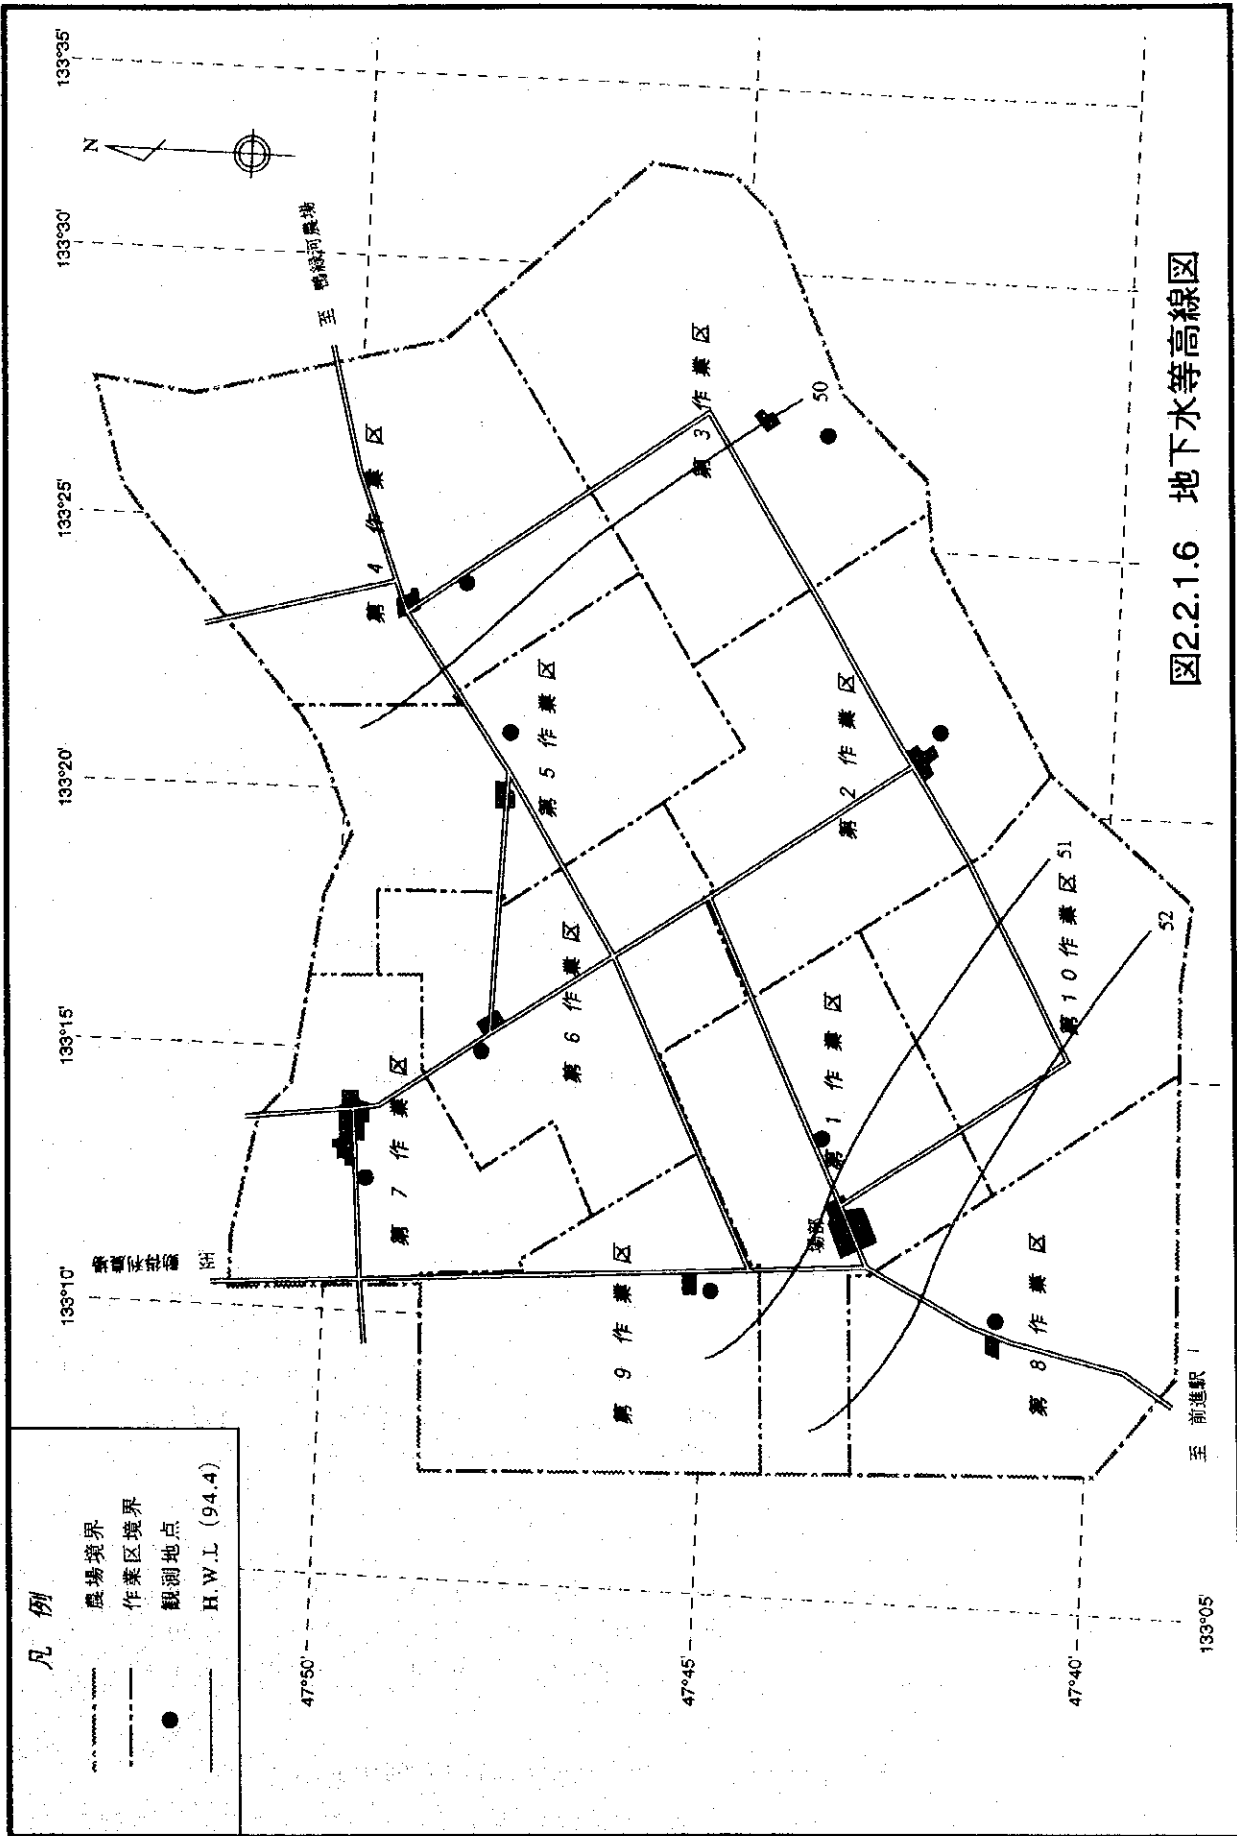 凡例
農場境界
作業区境界
観測地点
H.W.L (94.4)
133°10'
133°15'
133°20'
133°25'
133°30'
133°35'
133°05'
47°50'
47°45'
47°40'
N
至 勤得利農場
至 鴨緑河農場
至 前進駅
第7作業区
第4作業区
第5作業区
第6作業区
第9作業区
第3作業区
第2作業区
第1作業区
第10作業区
第8作業区
場部
50
51
52
図2.2.1.6 地下水等高線図